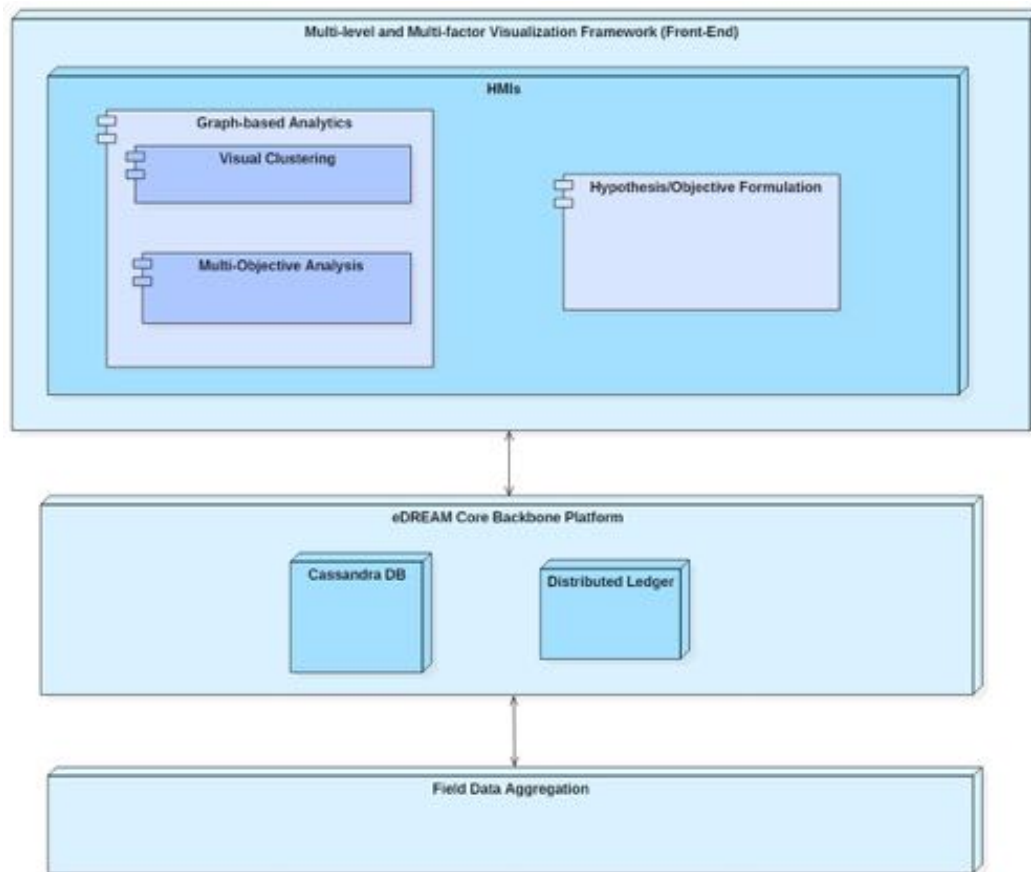 Multi-level and Multi-factor Visualization Framework (Front-End)
HMIs
Graph-based Analytics
Visual Clustering
Hypothesis/Objective Formulation
Multi-Objective Analysis
eDREAM Core Backbone Platform
Cassandra DB
Distributed Ledger
Field Data Aggregation